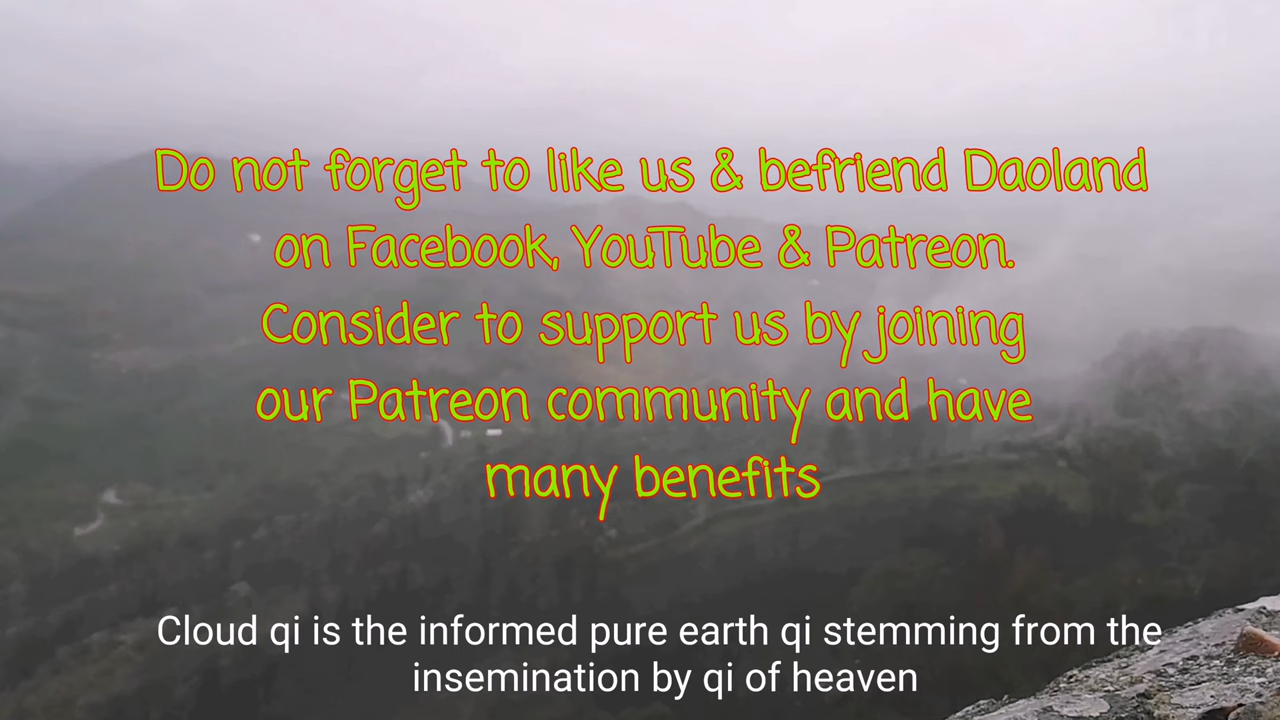 Do not forget to like us & befriend Daoland
on Facebook, YouTube & Patreon.
Consider to support us by joining
our Patreon community and have
many benefits
Cloud qi is the informed pure earth qi stemming from the
insemination by qi of heaven